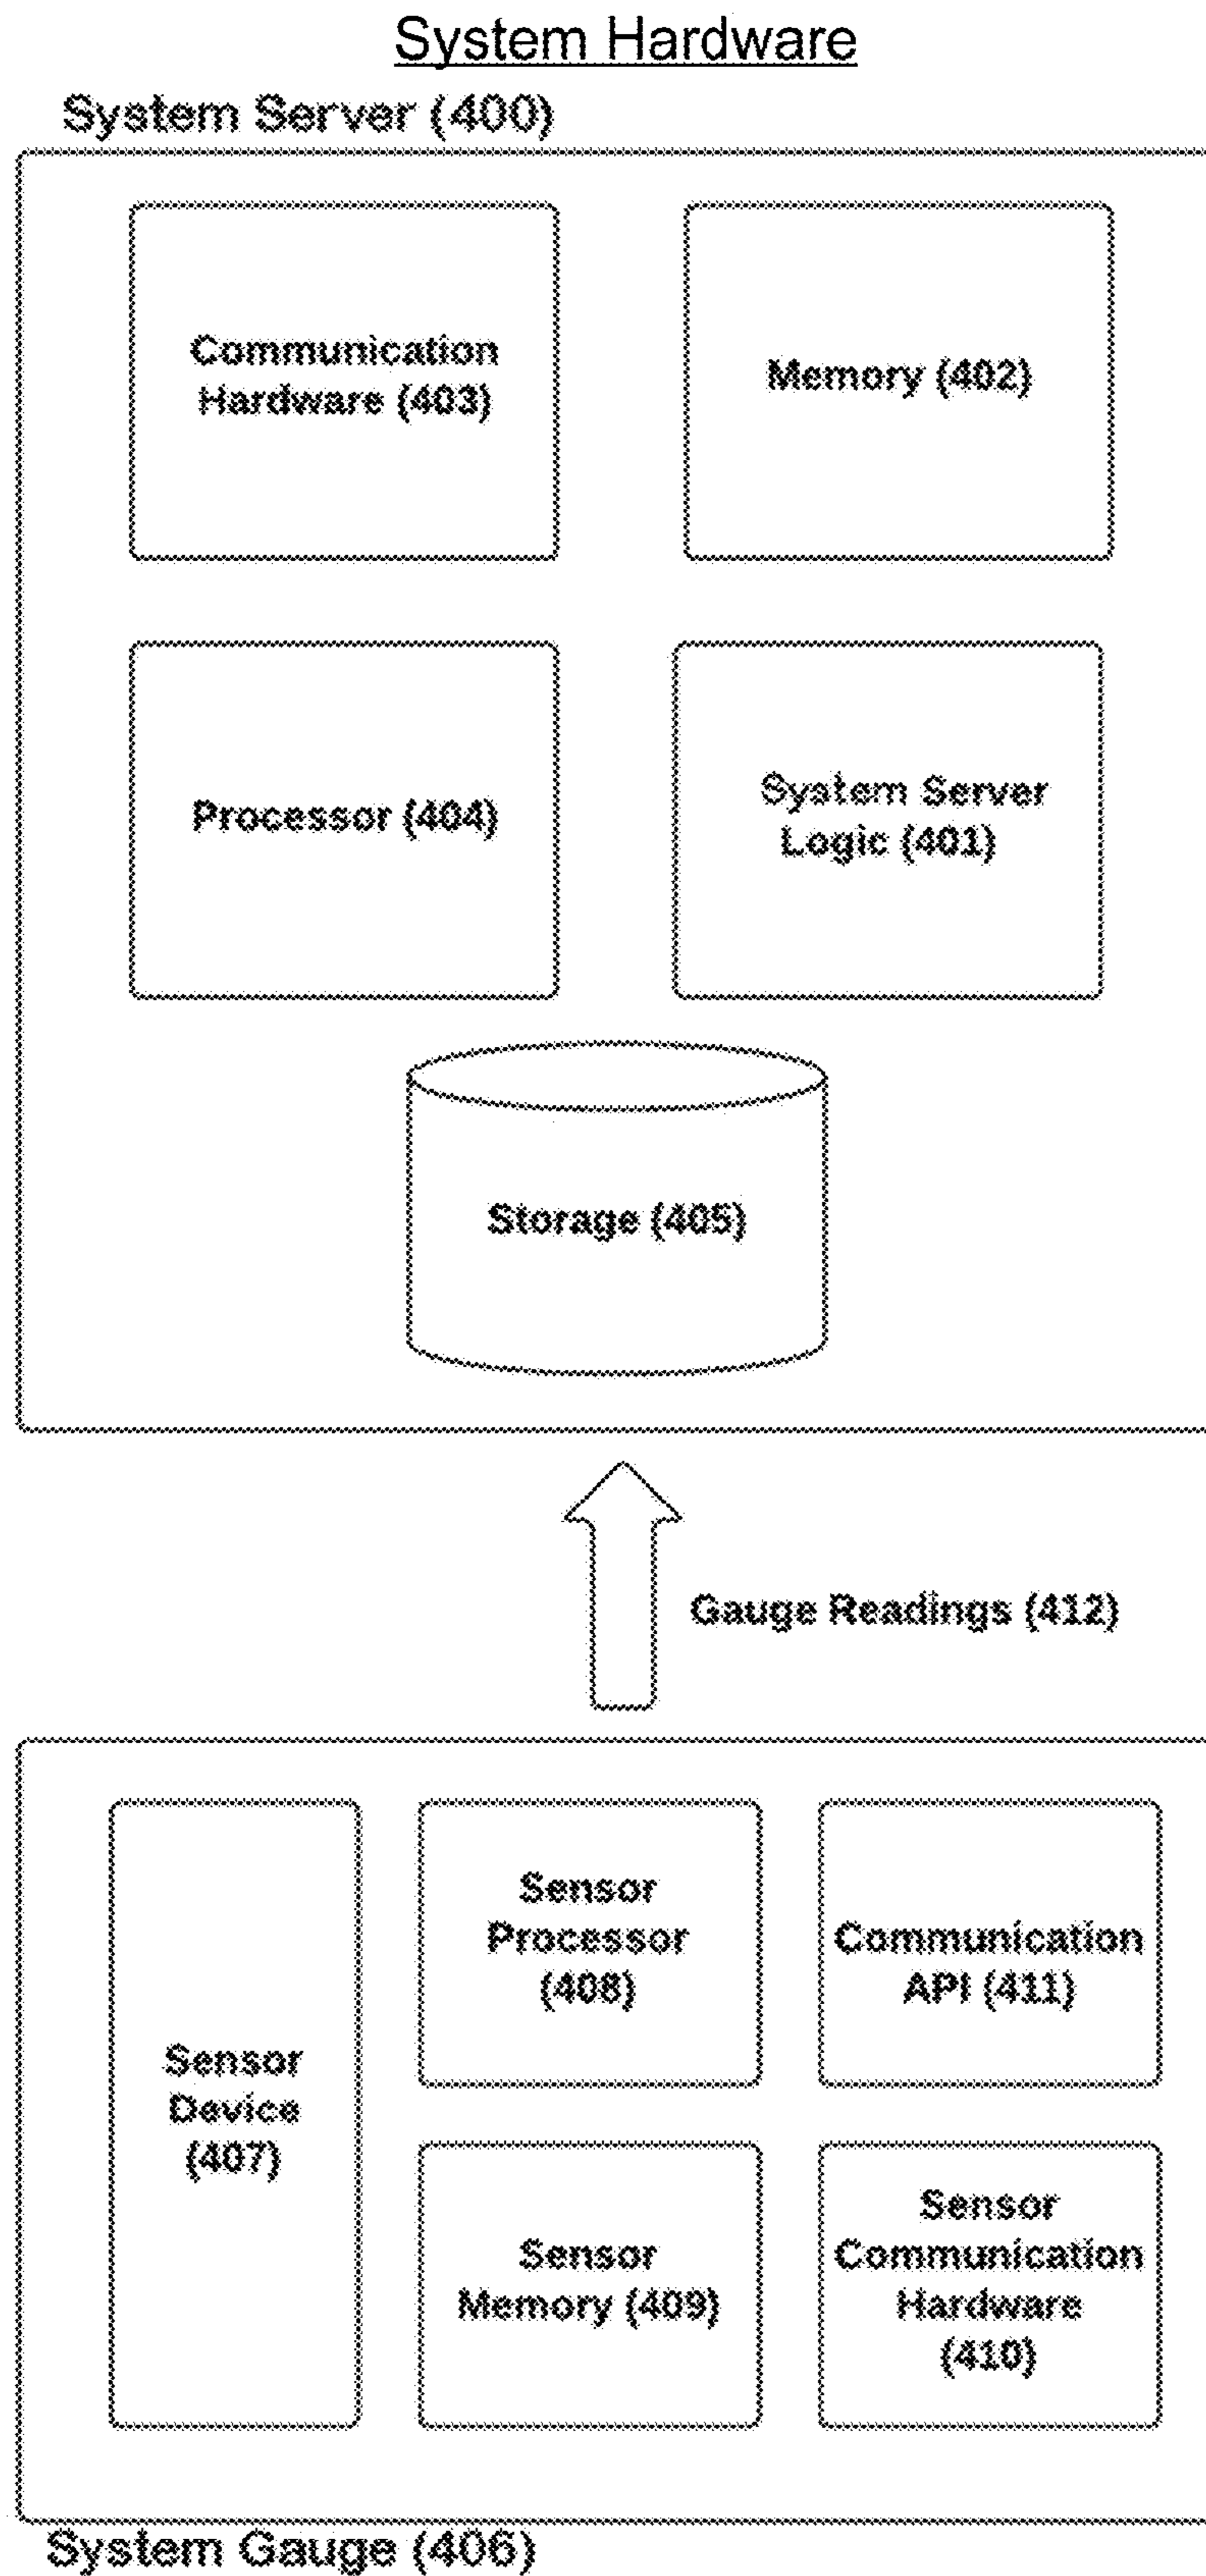 System Hardware
System Server (400)
Communication
Hardware (403)
Memory (402)
Processor (404)
System Server
Logic (401)
Storage (405)
Gauge Readings (412)
Sensor
Device
(407)
Sensor
Processor
(408)
Communication
API (411)
Sensor
Memory (409)
Sensor
Communication
Hardware
(410)
System Gauge (406)